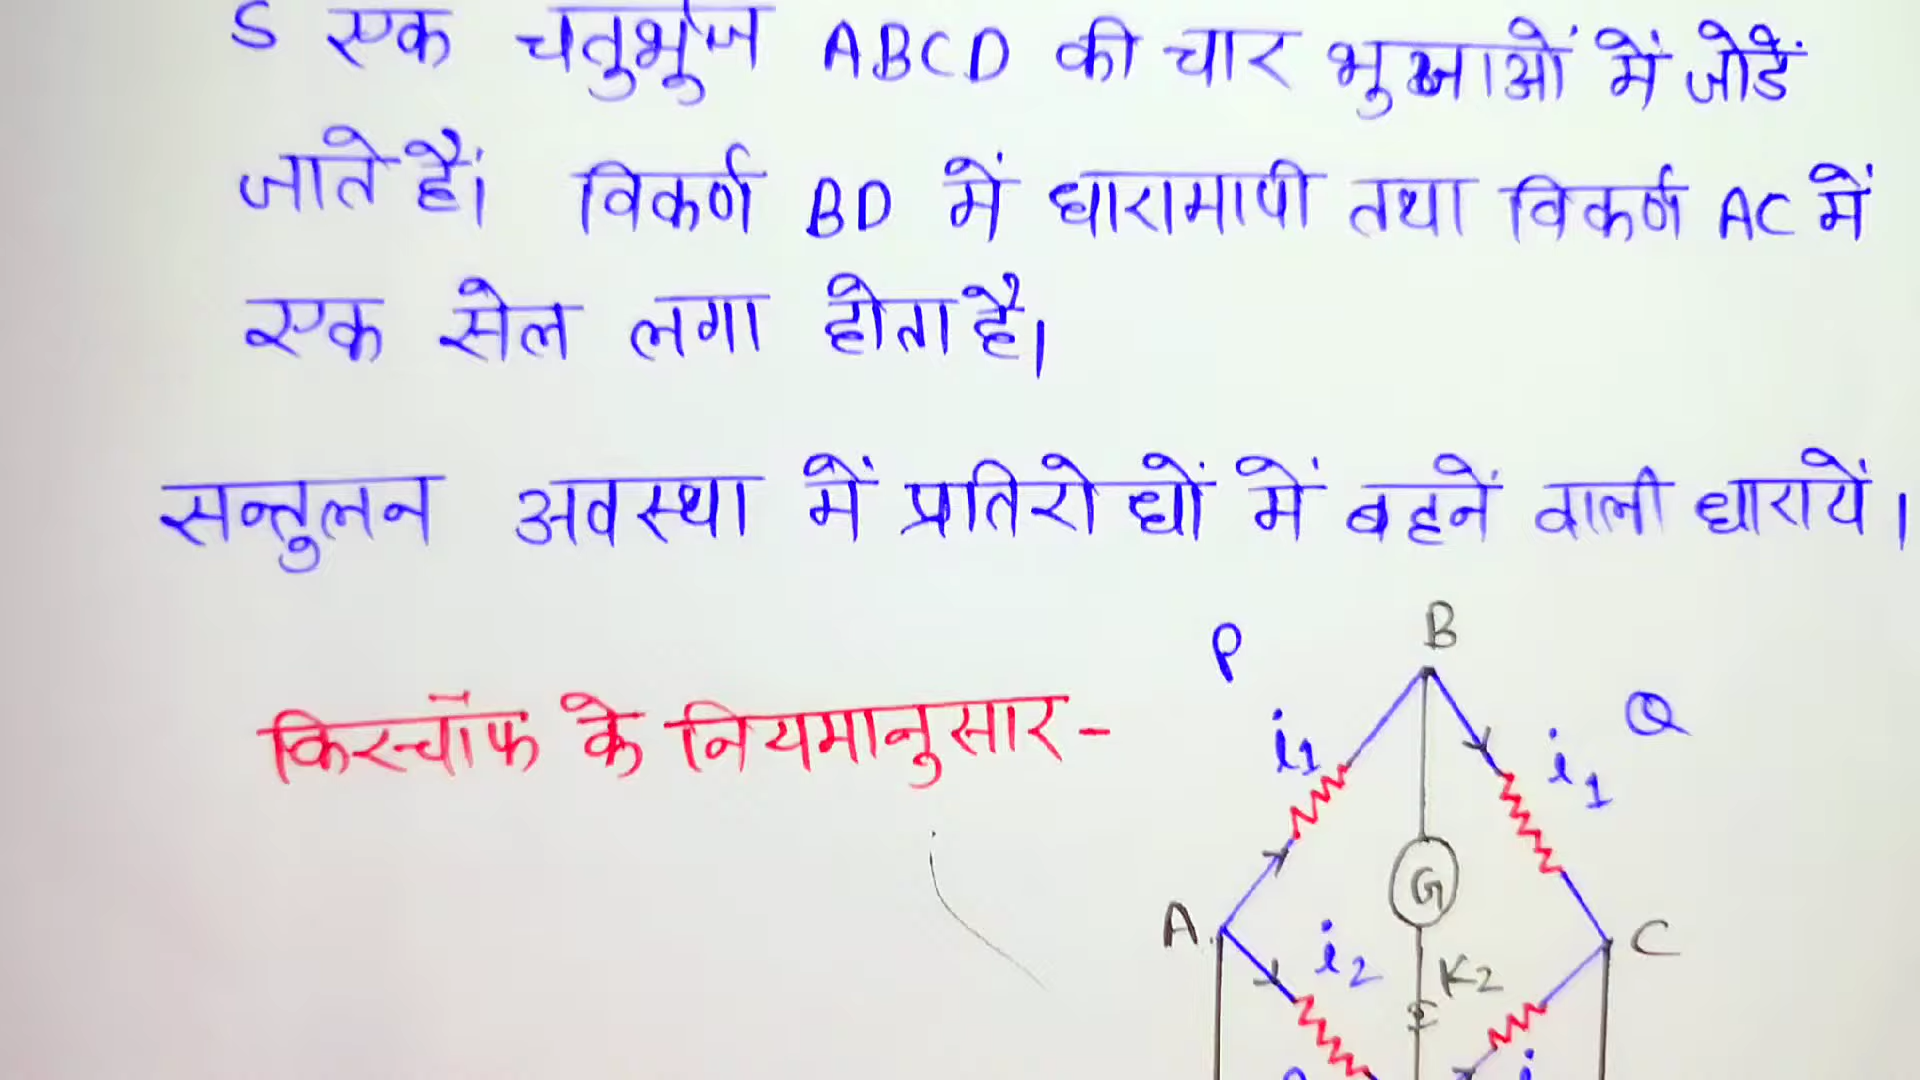 S एक चतुर्भुज ABCD की चार भुजाओं में जोडें
जाते हैं। विकर्ण BD में धारामापी तथा विकर्ण AC में
एक सेल लगा होता है।
सन्तुलन अवस्था में प्रतिरोधों में बहनें वाली धारायें।
किरचॉफ के नियमानुसार-
B
P
Q
i1
i1
G
A
C
i2
K2